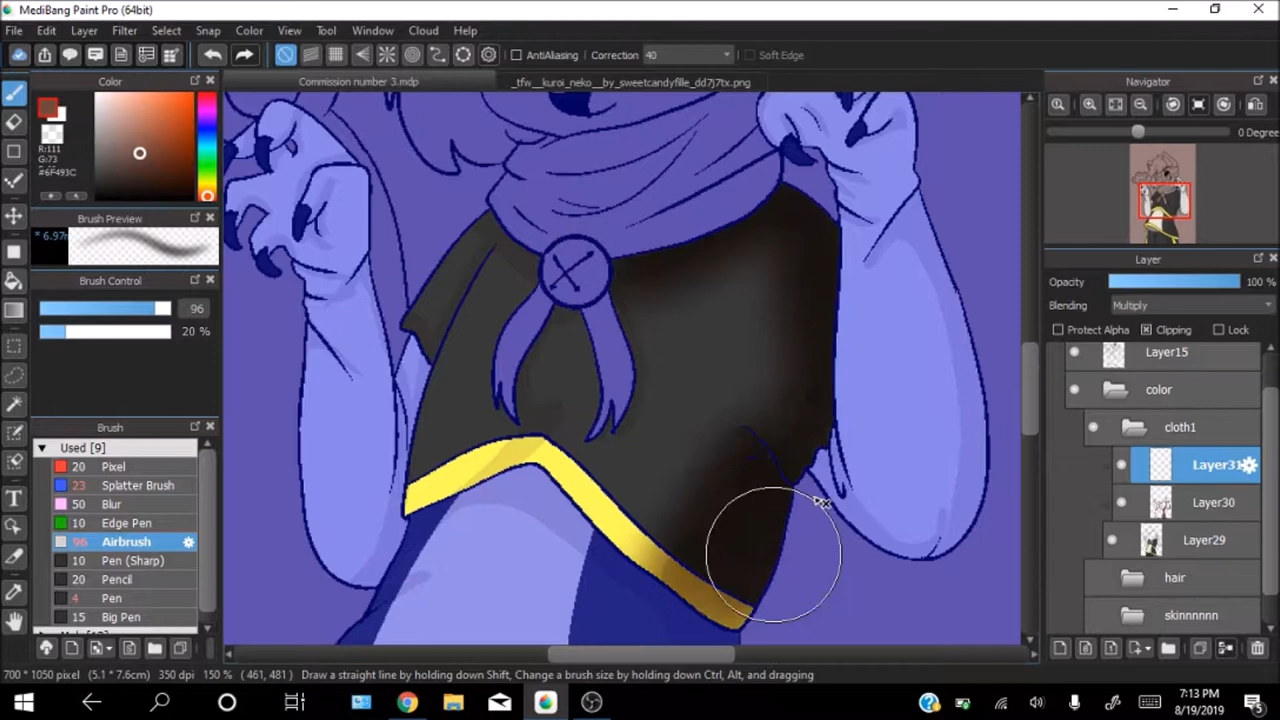 MediBang Paint Pro (64bit)
File Edit Layer Filter Select Snap Color View Tool Window Cloud Help
AntiAliasing Correction 40 Soft Edge
Color
R:111
G:73
#6F493C
Brush Preview
* 6.97m
Brush Control
96
20 %
Brush
Used [9]
20 Pixel
23 Splatter Brush
50 Blur
10 Edge Pen
96 Airbrush
10 Pen (Sharp)
20 Pencil
4 Pen
15 Big Pen
Commission number 3.mdp
_tfw__kuroi_neko__by_sweetcandyfille_dd7j7tx.png
Navigator
0 Degree
Layer
Opacity 100 %
Blending Multiply
Protect Alpha Clipping Lock
Layer15
color
cloth1
Layer31
Layer30
Layer29
hair
skinnnnnn
700 * 1050 pixel (5.1 * 7.6cm) 350 dpi 150 % (461, 481) Draw a straight line by holding down Shift, Change a brush size by holding down Ctrl, Alt, and dragging
7:13 PM
8/19/2019
5